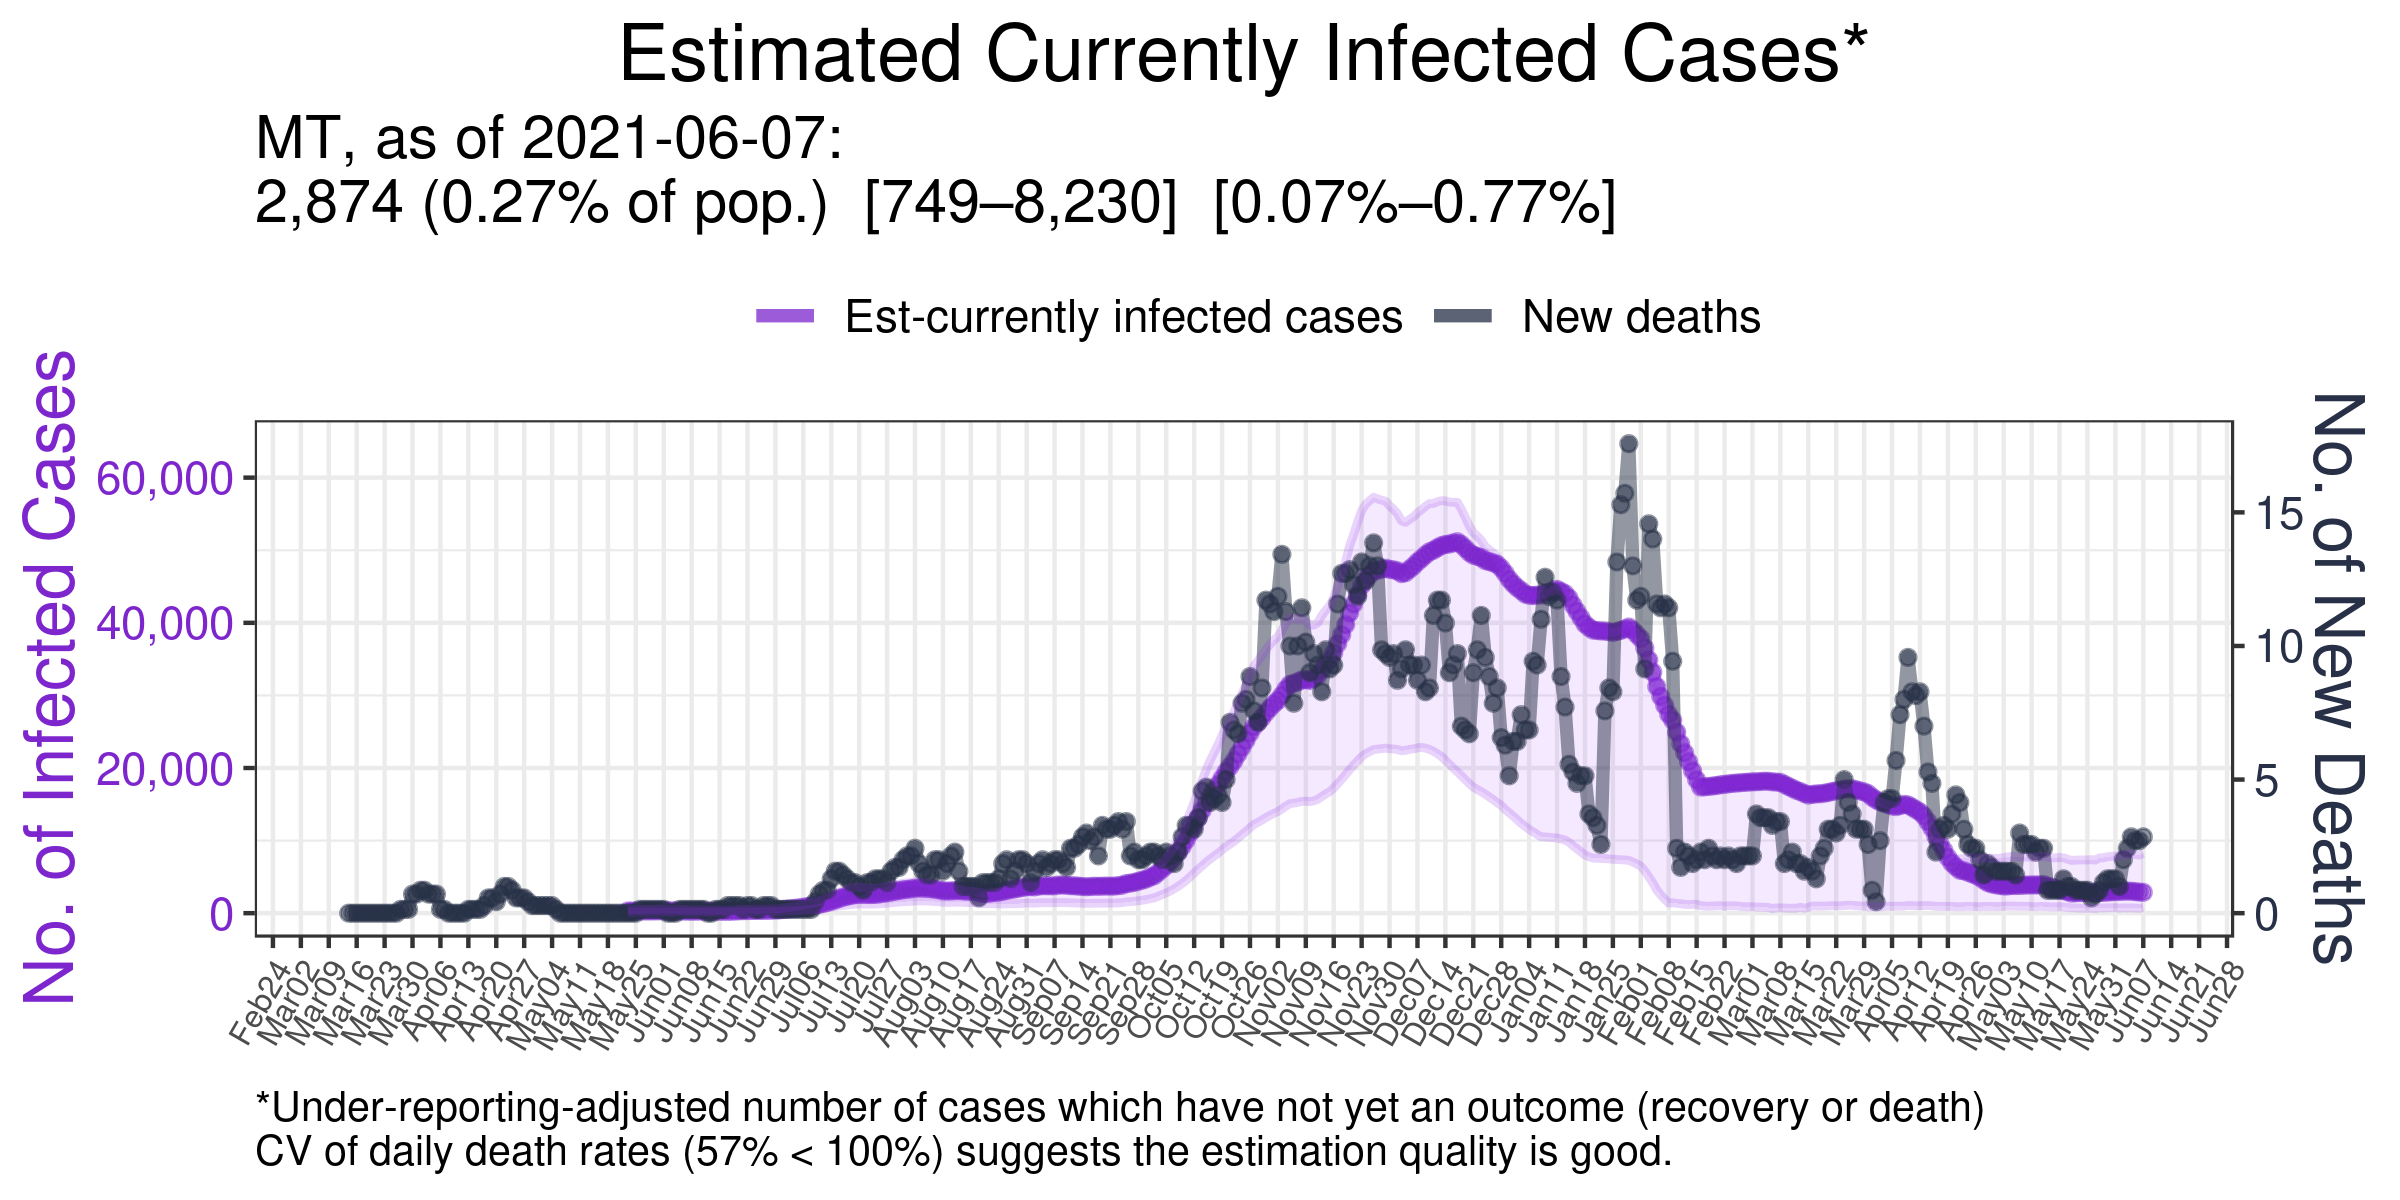 Estimated Currently Infected Cases*
MT, as of 2021-06-07:
2,874 (0.27% of pop.)  [749–8,230]  [0.07%–0.77%]
Est-currently infected cases
New deaths
No. of Infected Cases
60,000
40,000
20,000
0
15
10
5
0
No. of New Deaths
Feb24
Mar02
Mar09
Mar16
Mar23
Mar30
Apr06
Apr13
Apr20
Apr27
May04
May11
May18
May25
Jun01
Jun08
Jun15
Jun22
Jun29
Jul06
Jul13
Jul20
Jul27
Aug03
Aug10
Aug17
Aug24
Aug31
Sep07
Sep14
Sep21
Sep28
Oct05
Oct12
Oct19
Oct26
Nov02
Nov09
Nov16
Nov23
Nov30
Dec07
Dec14
Dec21
Dec28
Jan04
Jan11
Jan18
Jan25
Feb01
Feb08
Feb15
Feb22
Mar01
Mar08
Mar15
Mar22
Mar29
Apr05
Apr12
Apr19
Apr26
May03
May10
May17
May24
May31
Jun07
Jun14
Jun21
Jun28
*Under-reporting-adjusted number of cases which have not yet an outcome (recovery or death)
CV of daily death rates (57% < 100%) suggests the estimation quality is good.